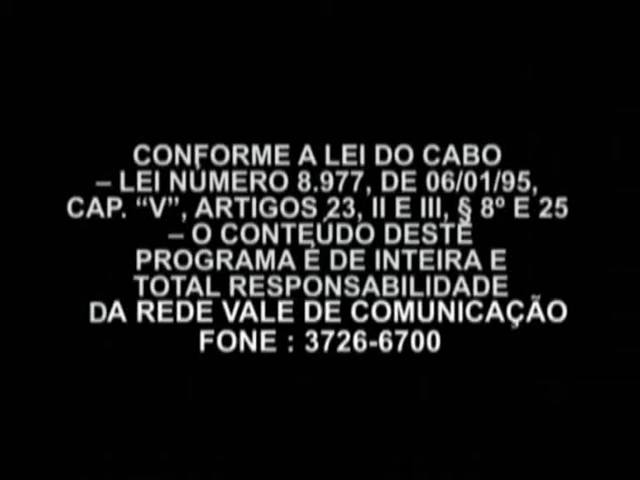 CONFORME A LEI DO CABO
– LEI NÚMERO 8.977, DE 06/01/95,
CAP. “V”, ARTIGOS 23, II E III, § 8º E 25
– O CONTEÚDO DESTE
PROGRAMA É DE INTEIRA E
TOTAL RESPONSABILIDADE
DA REDE VALE DE COMUNICAÇÃO
FONE : 3726-6700